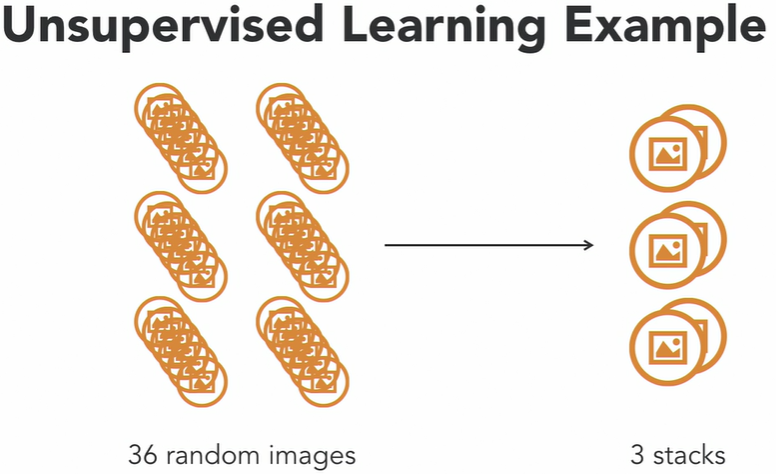 Unsupervised Learning Example
36 random images
3 stacks